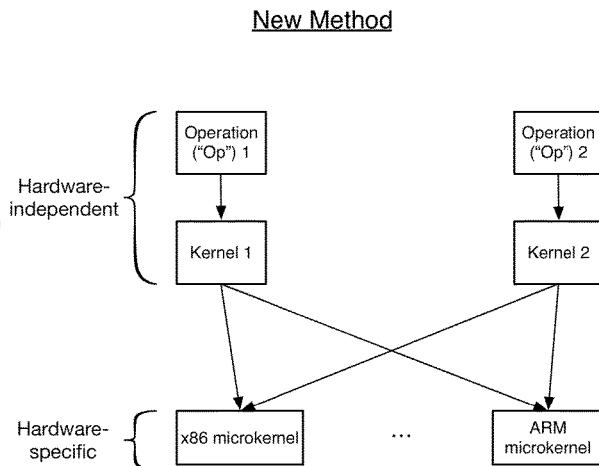 New Method
Operation
("Op") 1
Operation
("Op") 2
Hardware-
independent
Kernel 1
Kernel 2
Hardware-
specific
x86 microkernel
...
ARM
microkernel